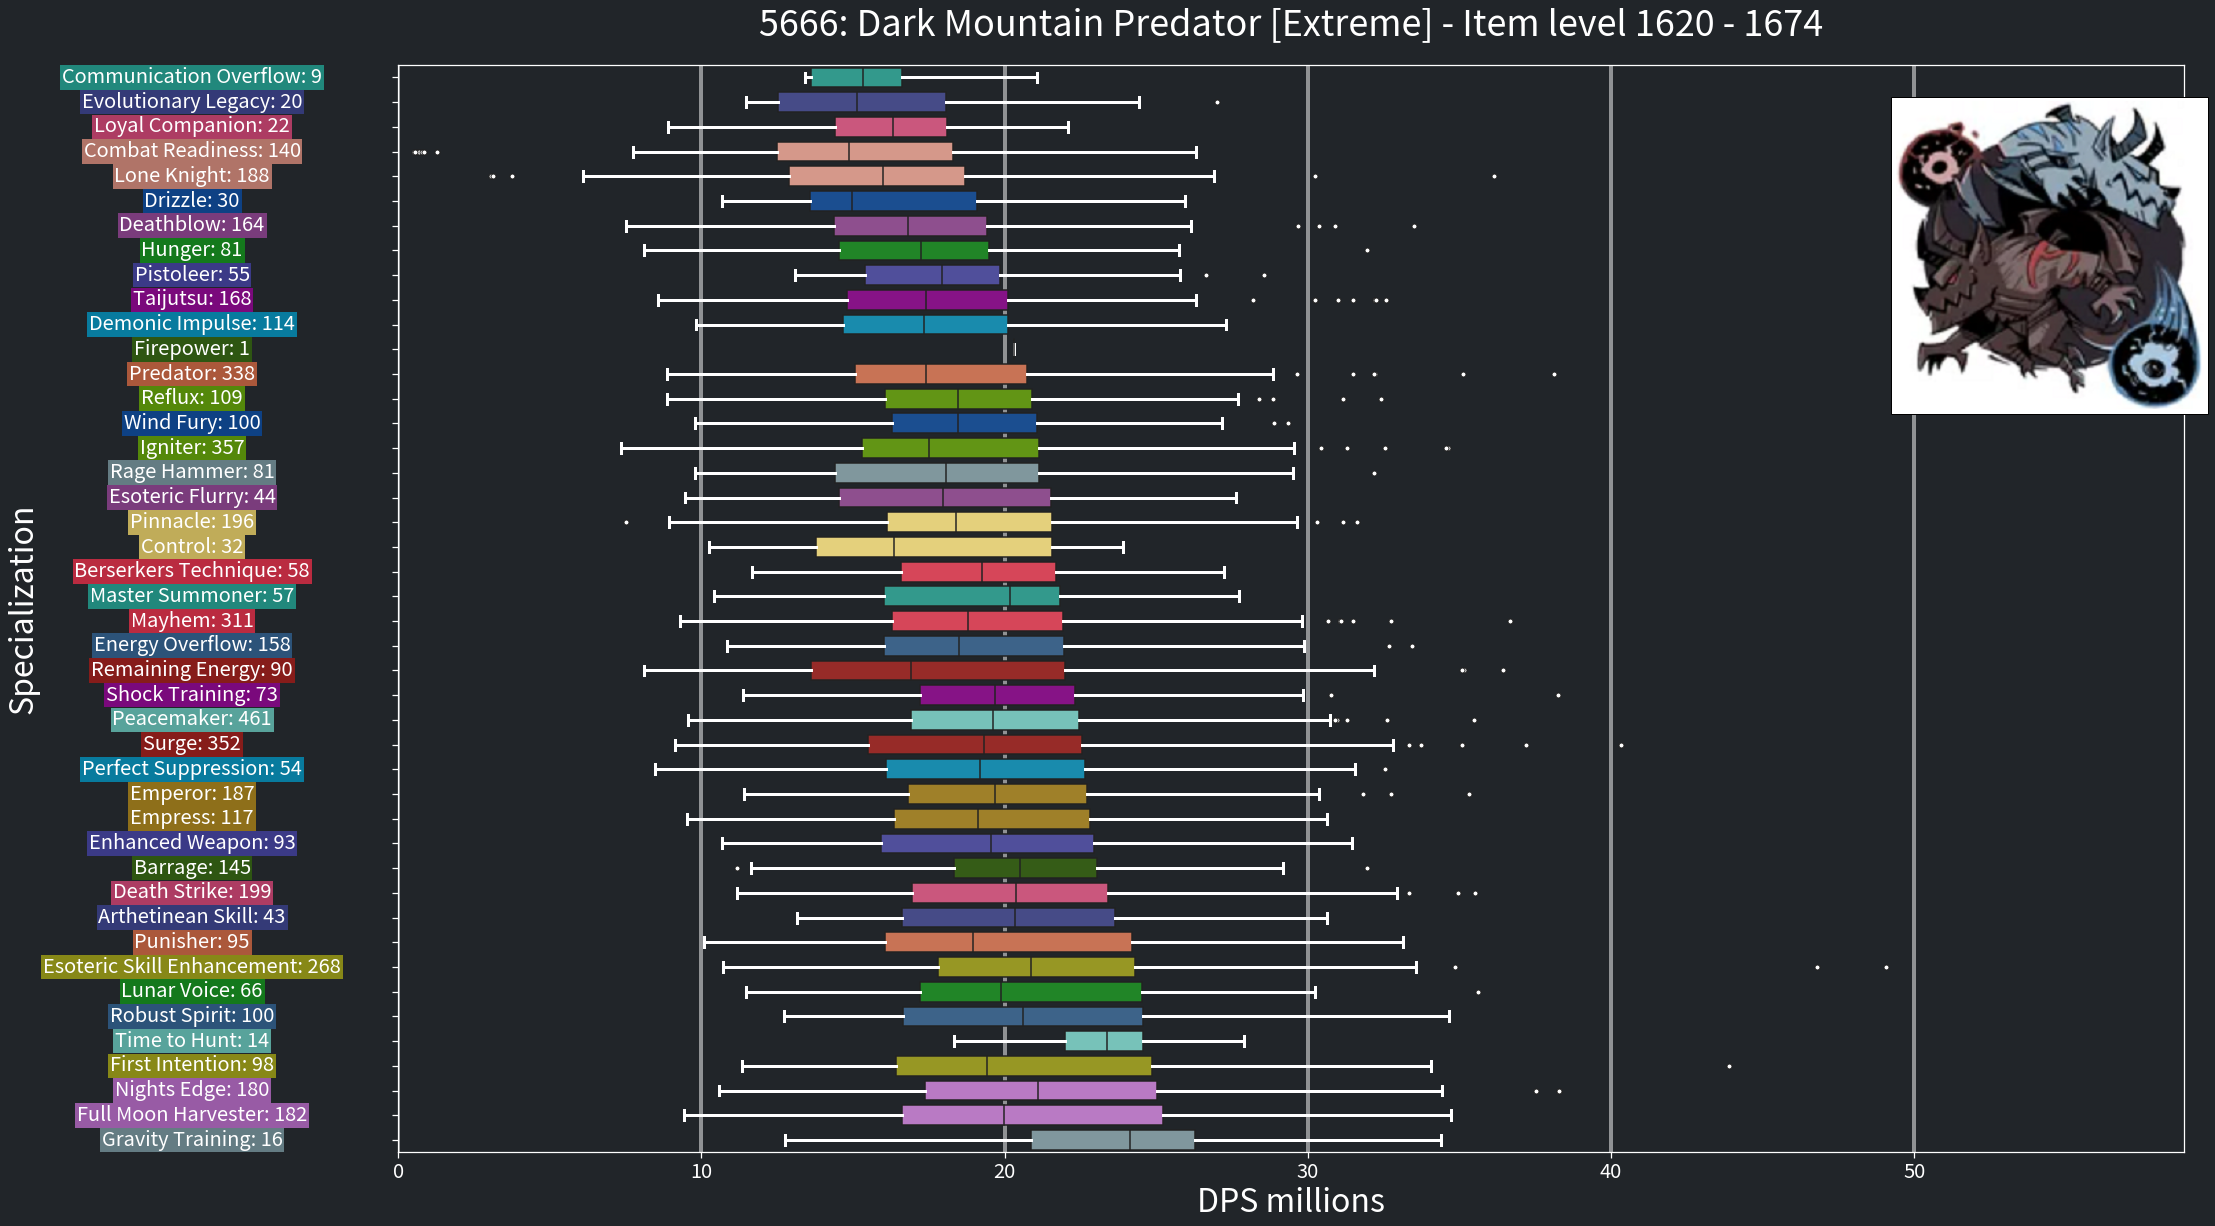 5666: Dark Mountain Predator [Extreme] - Item level 1620 - 1674
Communication Overflow: 9
Evolutionary Legacy: 20
Loyal Companion: 22
Combat Readiness: 140
Lone Knight: 188
Drizzle: 30
Deathblow: 164
Hunger: 81
Pistoleer: 55
Taijutsu: 168
Demonic Impulse: 114
Firepower: 1
Predator: 338
Reflux: 109
Wind Fury: 100
Igniter: 357
Rage Hammer: 81
Esoteric Flurry: 44
Pinnacle: 196
Control: 32
Berserkers Technique: 58
Master Summoner: 57
Mayhem: 311
Energy Overflow: 158
Remaining Energy: 90
Shock Training: 73
Peacemaker: 461
Surge: 352
Perfect Suppression: 54
Emperor: 187
Empress: 117
Enhanced Weapon: 93
Barrage: 145
Death Strike: 199
Arthetinean Skill: 43
Punisher: 95
Esoteric Skill Enhancement: 268
Lunar Voice: 66
Robust Spirit: 100
Time to Hunt: 14
First Intention: 98
Nights Edge: 180
Full Moon Harvester: 182
Gravity Training: 16
Specialization
0 10 20 30 40 50
DPS millions